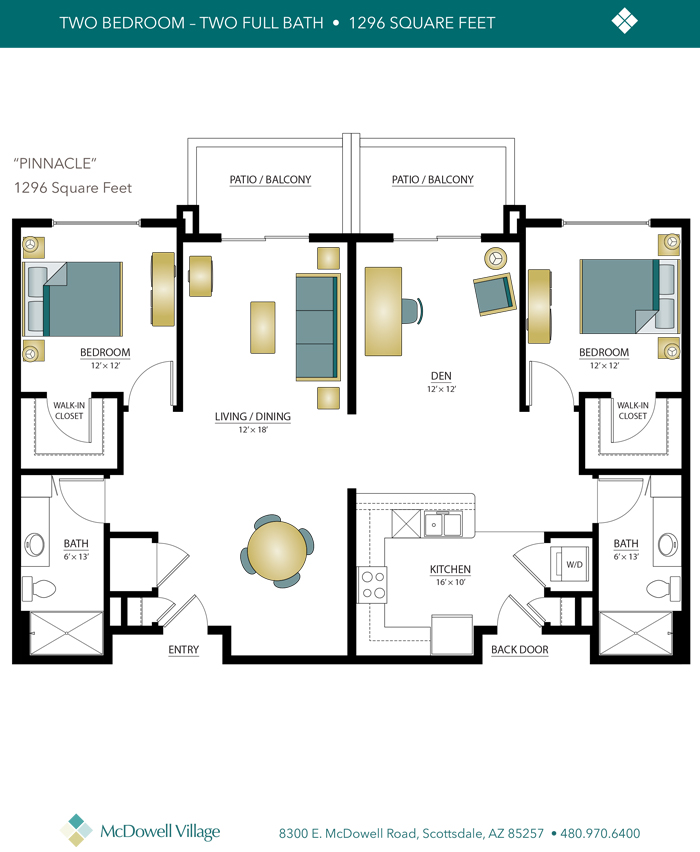 TWO BEDROOM – TWO FULL BATH • 1296 SQUARE FEET
"PINNACLE"
1296 Square Feet
PATIO / BALCONY
PATIO / BALCONY
BEDROOM
12' × 12'
BEDROOM
12' × 12'
DEN
12' × 12'
WALK-IN
CLOSET
WALK-IN
CLOSET
LIVING / DINING
12' × 18'
BATH
6' × 13'
BATH
6' × 13'
KITCHEN
16' × 10'
W/D
ENTRY
BACK DOOR
McDowell Village
8300 E. McDowell Road, Scottsdale, AZ 85257 • 480.970.6400